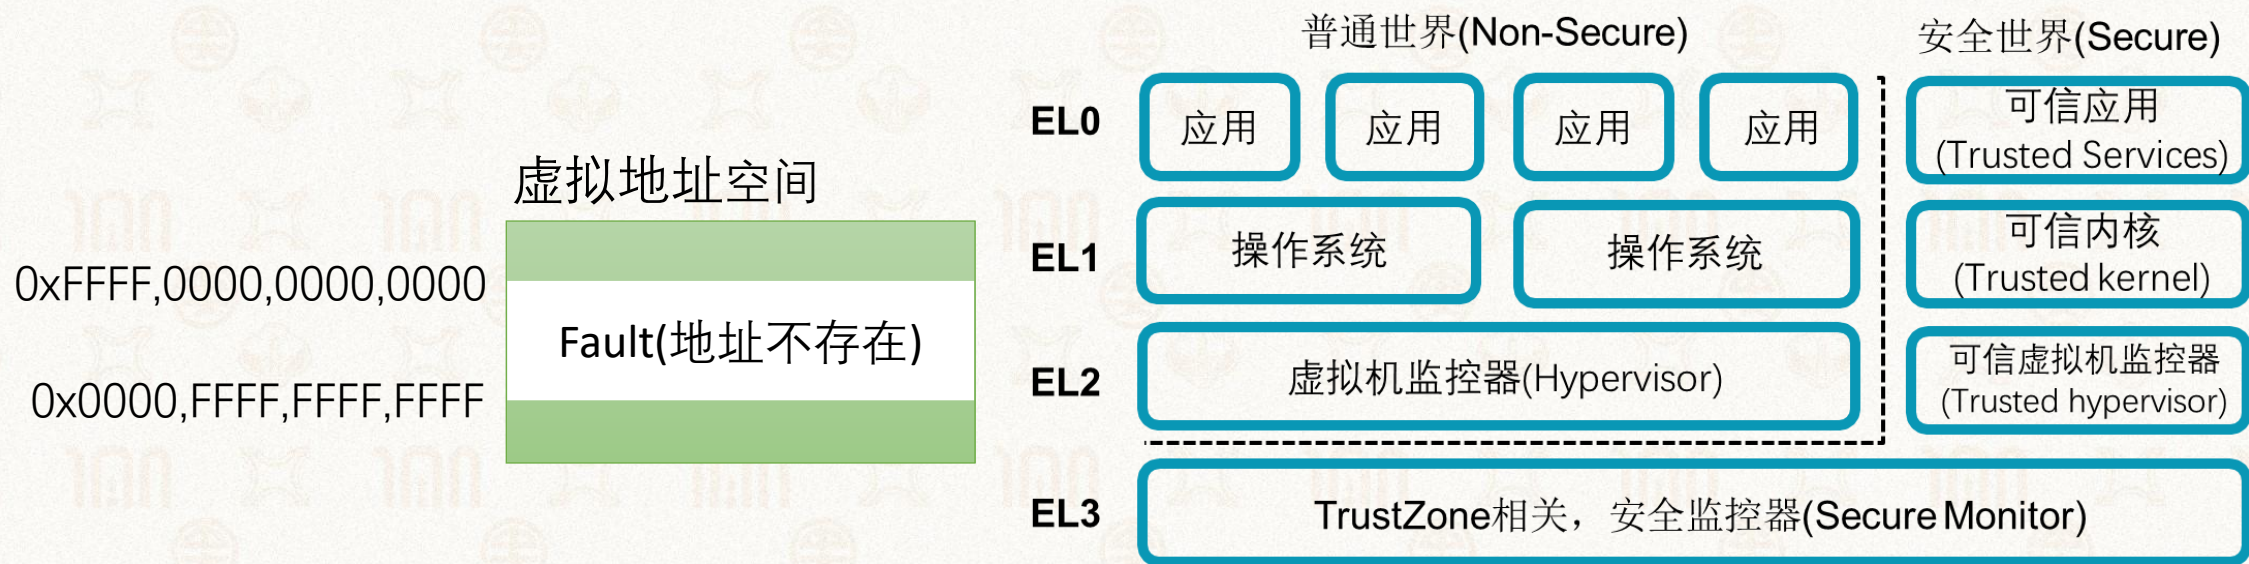 虚拟地址空间
0xFFFF,0000,0000,0000
Fault(地址不存在)
0x0000,FFFF,FFFF,FFFF
普通世界(Non-Secure)
安全世界(Secure)
EL0
应用
应用
应用
应用
可信应用
(Trusted Services)
EL1
操作系统
操作系统
可信内核
(Trusted kernel)
EL2
虚拟机监控器(Hypervisor)
可信虚拟机监控器
(Trusted hypervisor)
EL3
TrustZone相关，安全监控器(Secure Monitor)